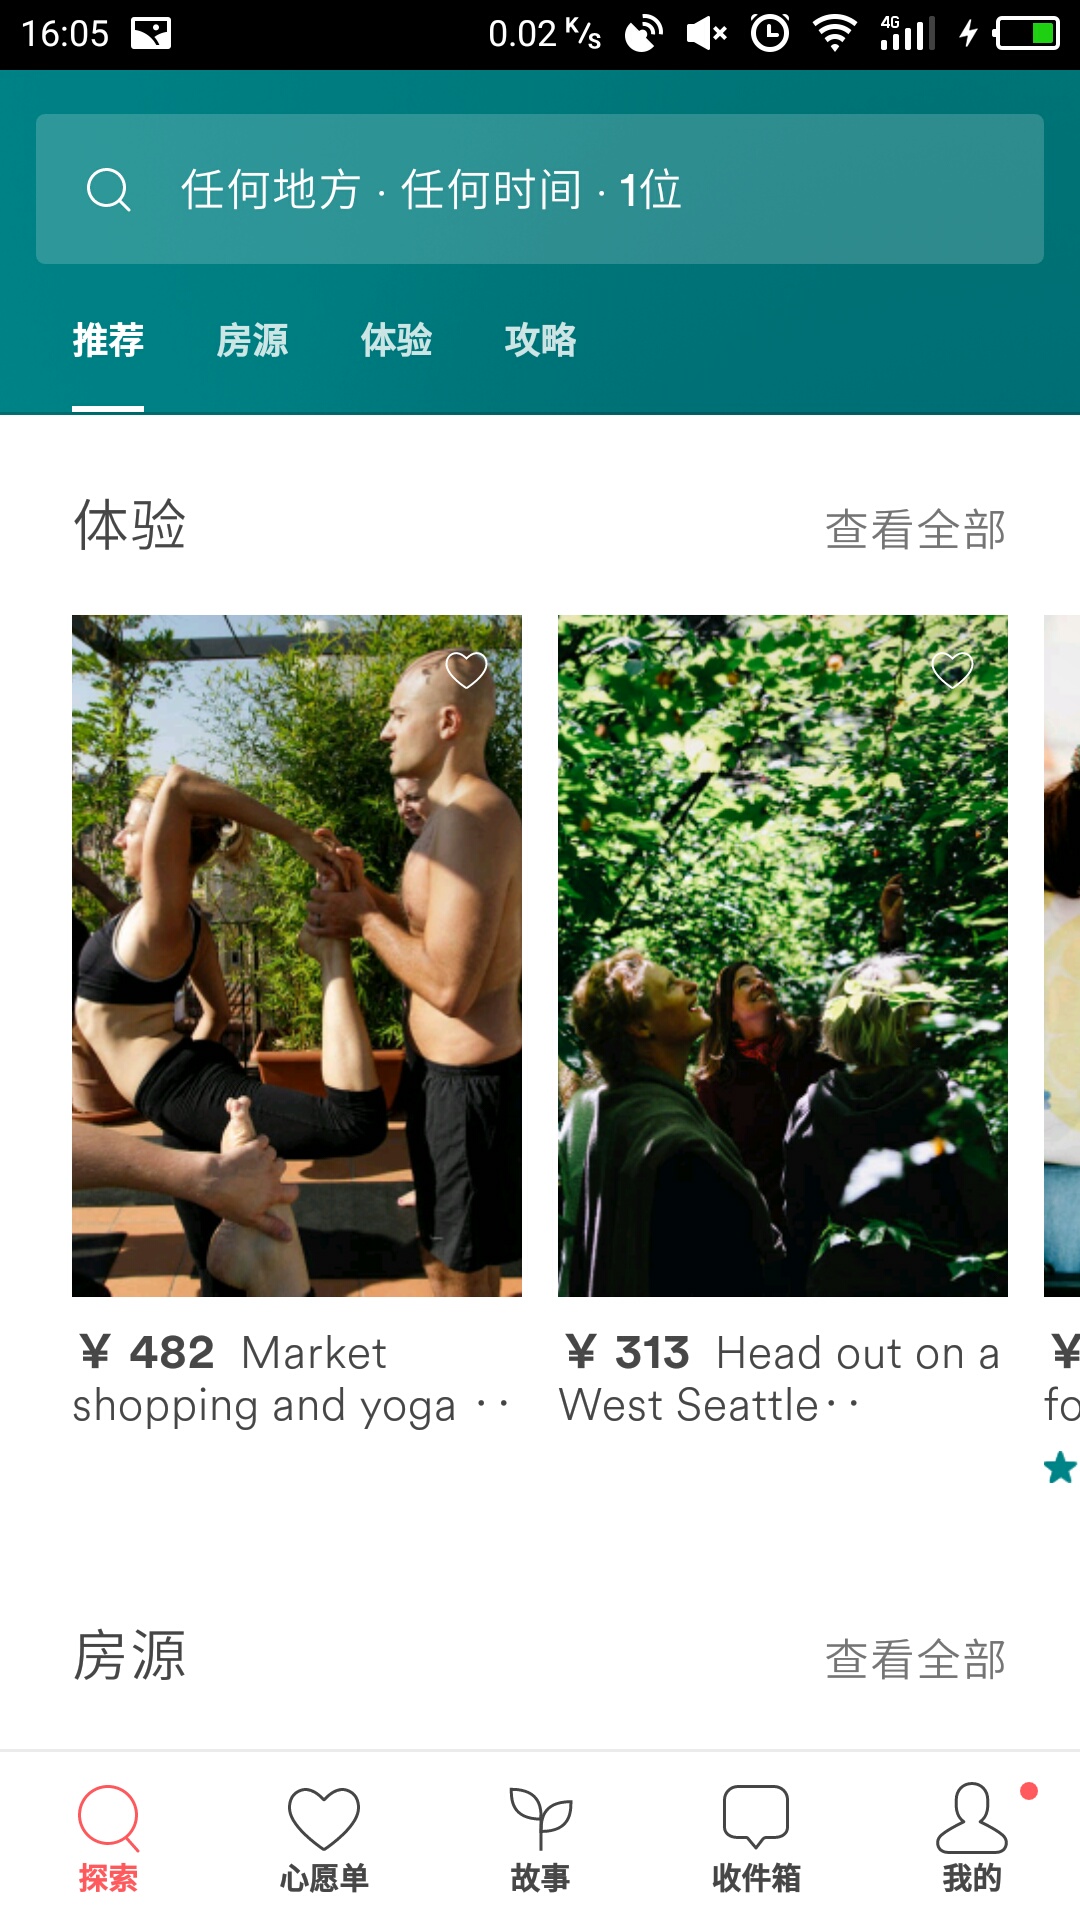 16:05 0.02 K/s 4G
任何地方 · 任何时间 · 1位
推荐 房源 体验 攻略
体验 查看全部
¥ 482 Market
shopping and yoga ··
¥ 313 Head out on a
West Seattle··
¥
fo
房源 查看全部
探索 心愿单 故事 收件箱 我的